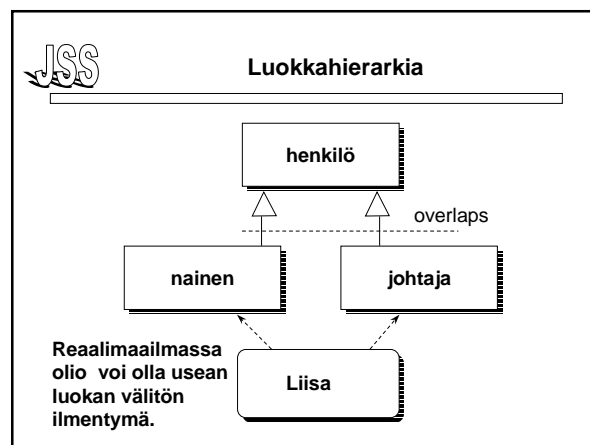 JSS
Luokkahierarkia
henkilö
overlaps
nainen
johtaja
Reaalimaailmassa
olio voi olla usean
luokan välitön
ilmentymä.
Liisa